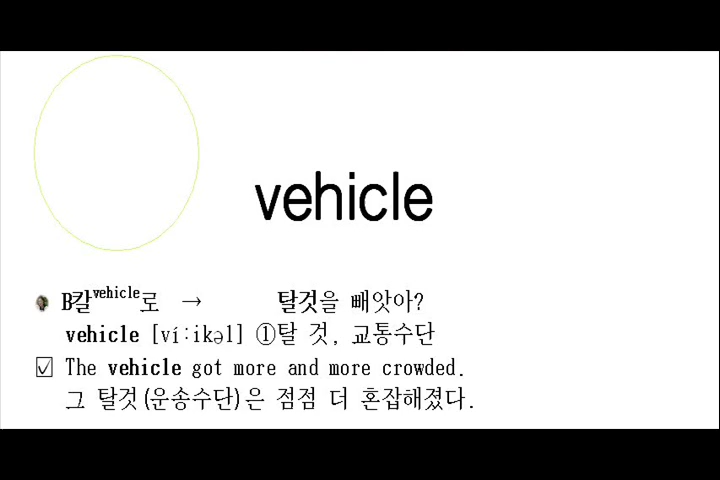 vehicle
B칼vehicle로 → 탈것을 빼앗아?
vehicle [ví:ikəl] ①탈 것, 교통수단
☑ The vehicle got more and more crowded.
그 탈것(운송수단)은 점점 더 혼잡해졌다.